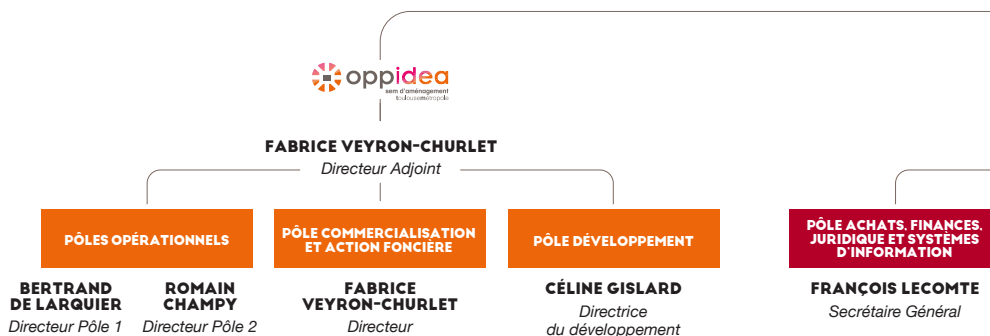 oppidea
sem d'aménagement
toulousemétropole
FABRICE VEYRON-CHURLET
Directeur Adjoint
PÔLES OPÉRATIONNELS
BERTRAND
DE LARQUIER
Directeur Pôle 1
ROMAIN
CHAMPY
Directeur Pôle 2
PÔLE COMMERCIALISATION
ET ACTION FONCIÈRE
FABRICE
VEYRON-CHURLET
Directeur
PÔLE DÉVELOPPEMENT
CÉLINE GISLARD
Directrice
du développement
PÔLE ACHATS, FINANCES,
JURIDIQUE ET SYSTÈMES
D'INFORMATION
FRANÇOIS LECOMTE
Secrétaire Général